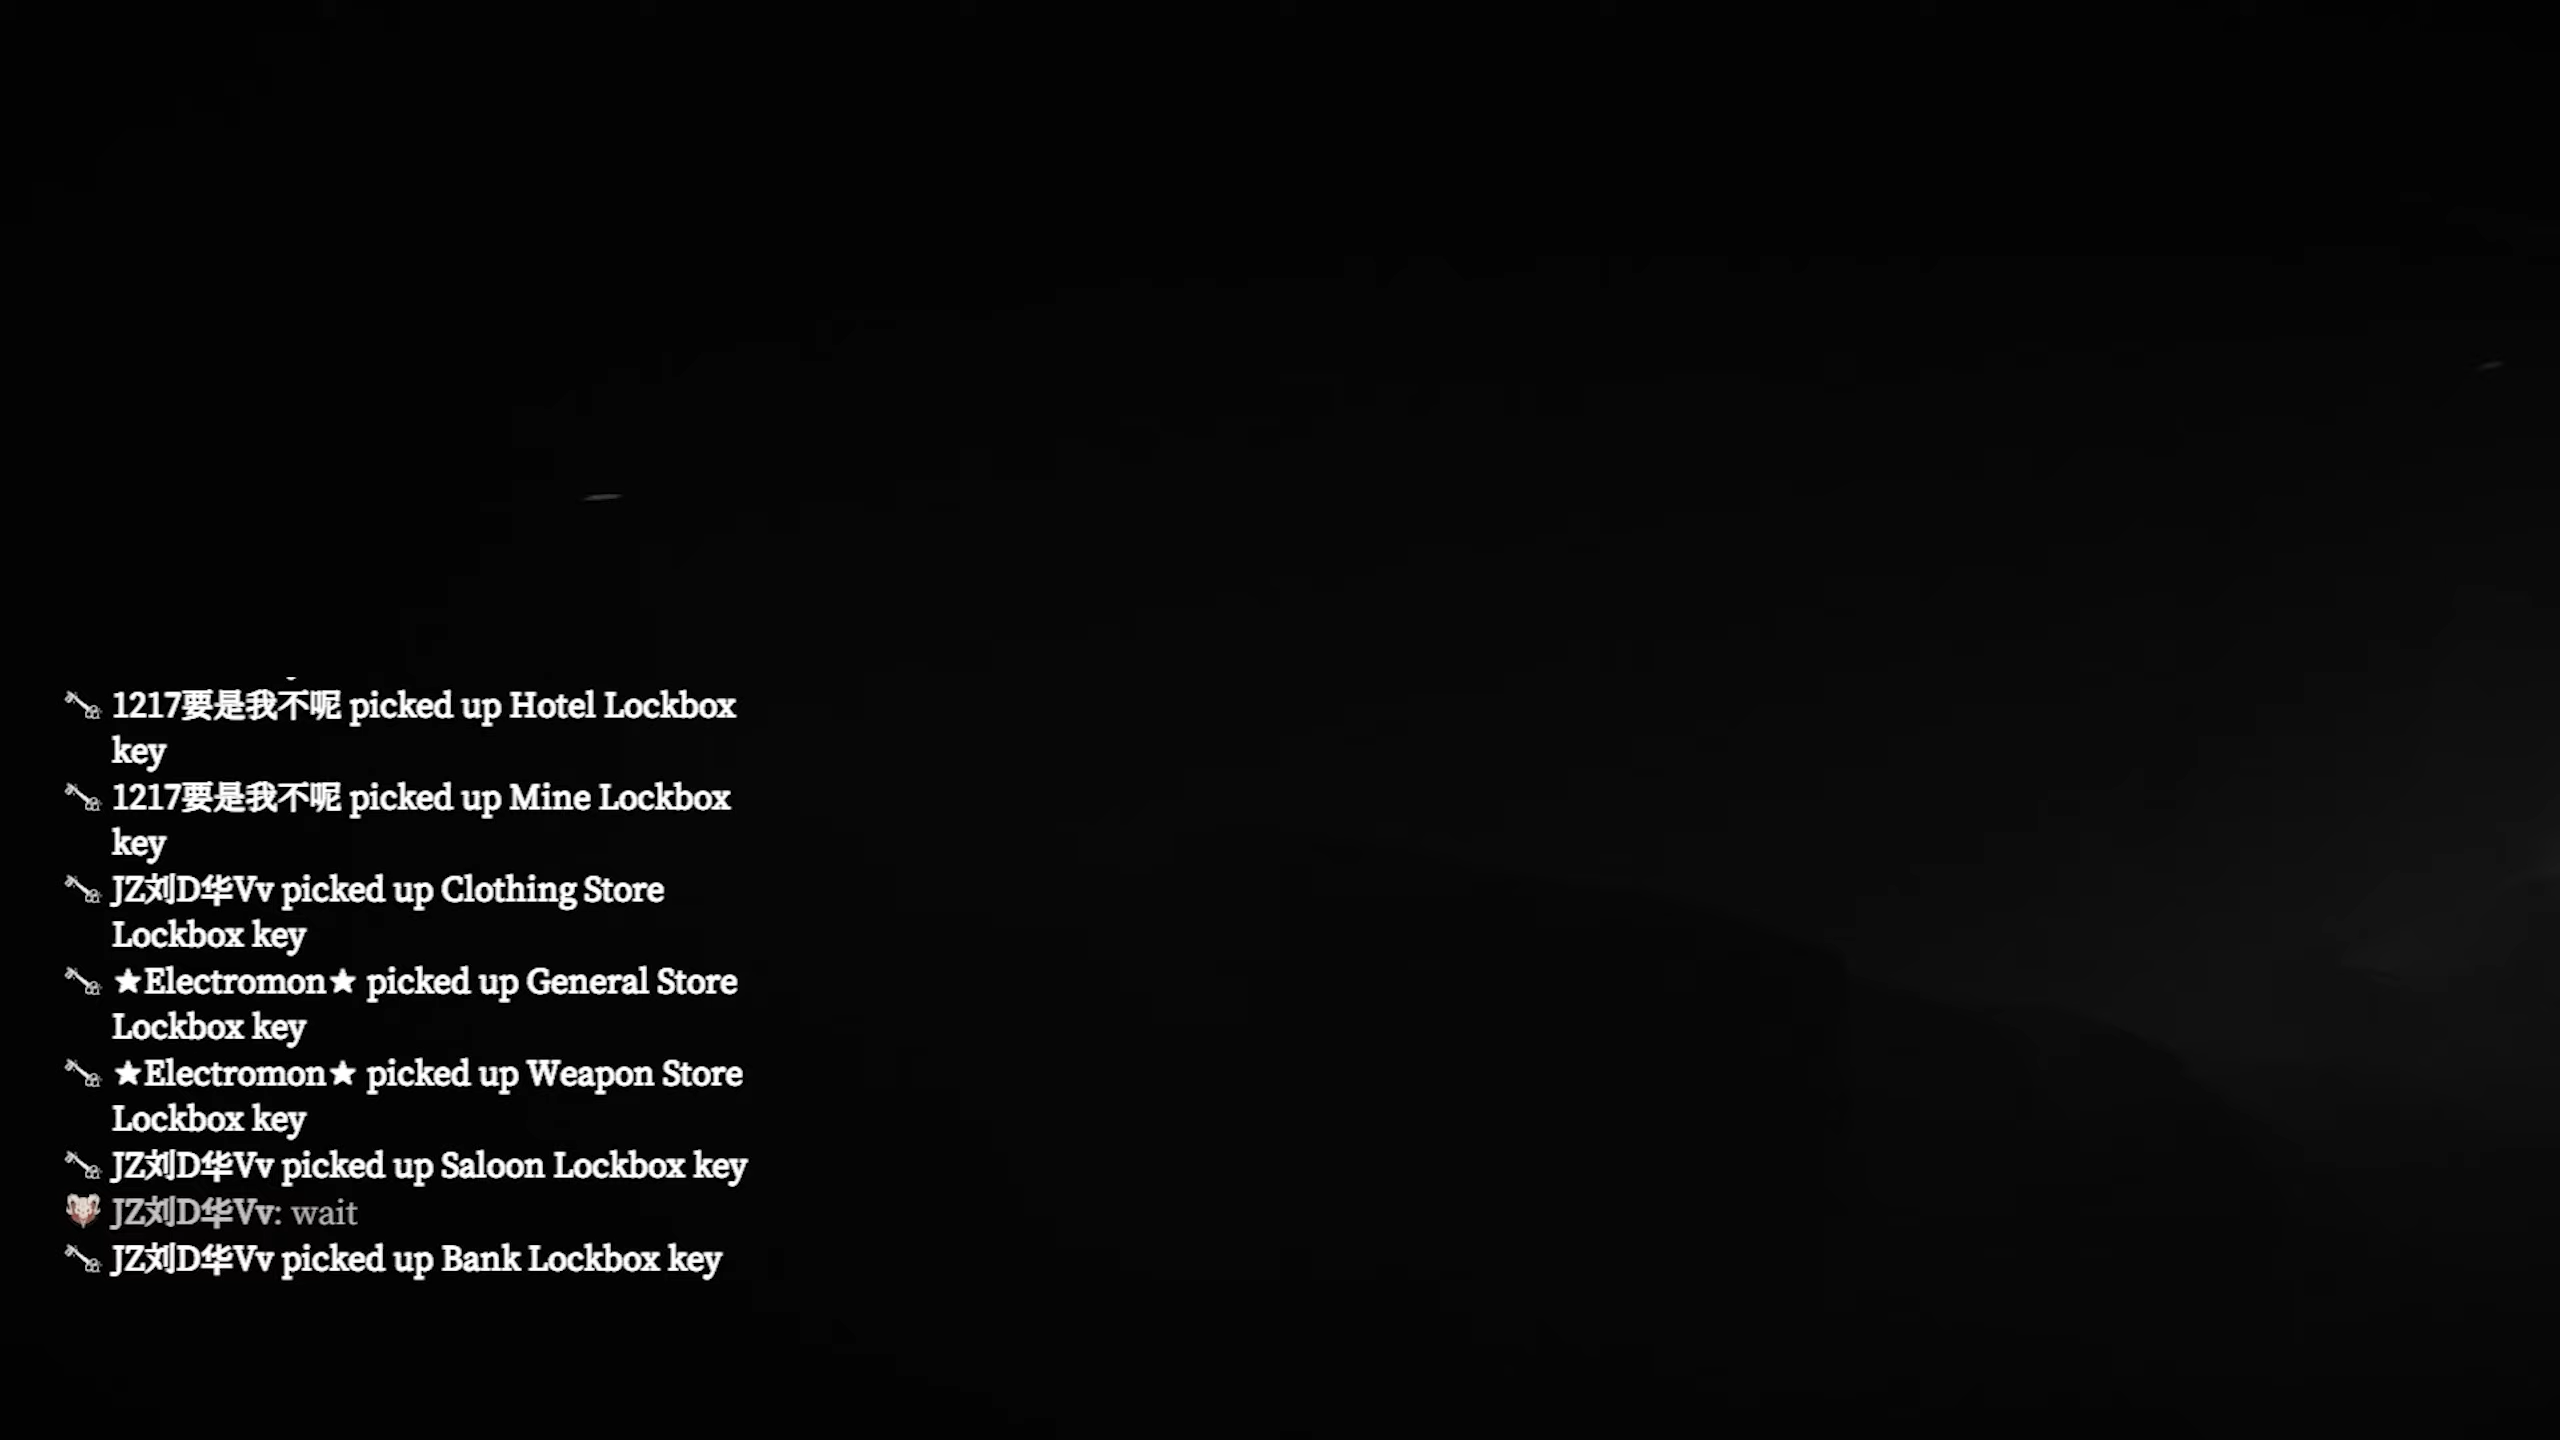 1217要是我不呢 picked up Hotel Lockbox
key
1217要是我不呢 picked up Mine Lockbox
key
JZ刘D华Vv picked up Clothing Store
Lockbox key
★Electromon★ picked up General Store
Lockbox key
★Electromon★ picked up Weapon Store
Lockbox key
JZ刘D华Vv picked up Saloon Lockbox key
JZ刘D华Vv: wait
JZ刘D华Vv picked up Bank Lockbox key